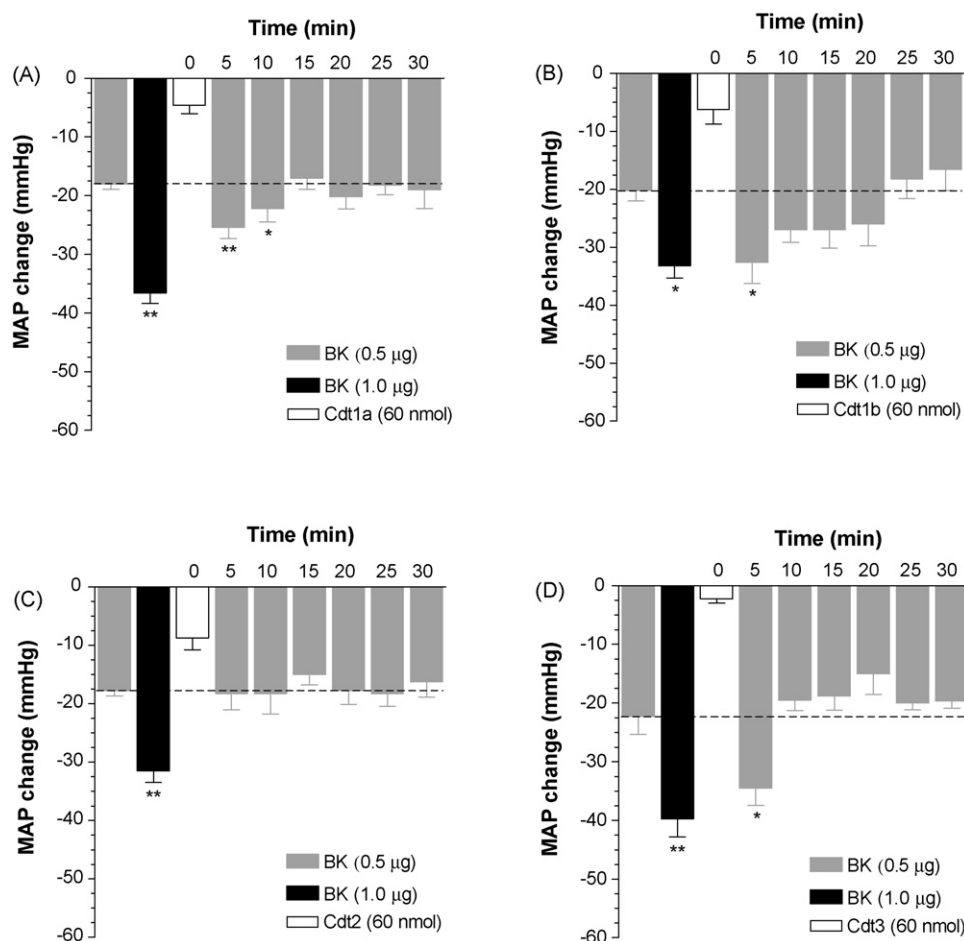 Time (min)
0 5 10 15 20 25 30
(A)
MAP change (mmHg)
0
-10
-20
-30
-40
-50
-60
**
**
*
BK (0.5 µg)
BK (1.0 µg)
Cdt1a (60 nmol)
Time (min)
0 5 10 15 20 25 30
(B)
MAP change (mmHg)
0
-10
-20
-30
-40
-50
-60
*
*
BK (0.5 µg)
BK (1.0 µg)
Cdt1b (60 nmol)
Time (min)
0 5 10 15 20 25 30
(C)
MAP change (mmHg)
0
-10
-20
-30
-40
-50
-60
**
BK (0.5 µg)
BK (1.0 µg)
Cdt2 (60 nmol)
Time (min)
0 5 10 15 20 25 30
(D)
MAP change (mmHg)
0
-10
-20
-30
-40
-50
-60
**
*
BK (0.5 µg)
BK (1.0 µg)
Cdt3 (60 nmol)